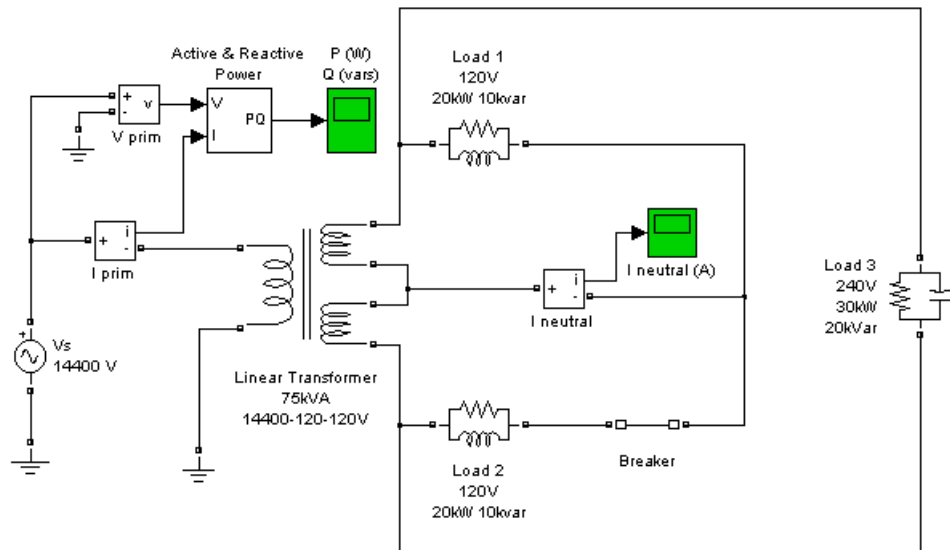 Active & Reactive
Power
P (W)
Q (vars)
Load 1
120V
20kW 10kvar
+
-
v
V prim
V
I
PQ
+
i
-
I prim
I neutral (A)
+
i
-
I neutral
Load 3
240V
30kW
20kVar
+
Vs
14400 V
Linear Transformer
75kVA
14400-120-120V
Breaker
Load 2
120V
20kW 10kvar